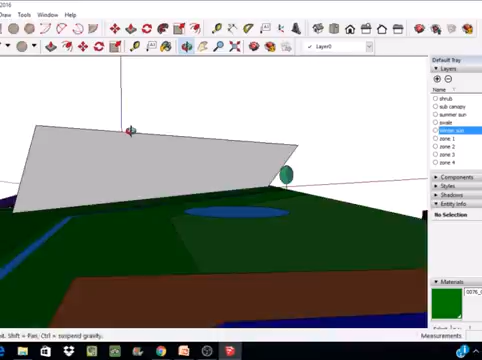 2016
Draw Tools Window Help
Layer0
Default Tray
Layers
Name
shrub
sub canopy
summer sun
swale
winter sun
zone 1
zone 2
zone 3
zone 4
Components
Styles
Shadows
Entity Info
No Selection
Materials
Shift = Pan, Ctrl = suspend gravity.
Measurements